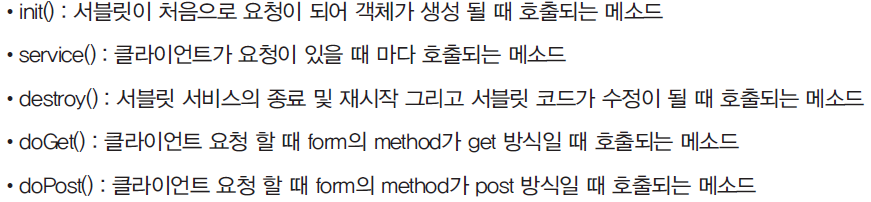 • init() : 서블릿이 처음으로 요청이 되어 객체가 생성 될 때 호출되는 메소드
• service() : 클라이언트가 요청이 있을 때 마다 호출되는 메소드
• destroy() : 서블릿 서비스의 종료 및 재시작 그리고 서블릿 코드가 수정이 될 때 호출되는 메소드
• doGet() : 클라이언트 요청 할 때 form의 method가 get 방식일 때 호출되는 메소드
• doPost() : 클라이언트 요청 할 때 form의 method가 post 방식일 때 호출되는 메소드